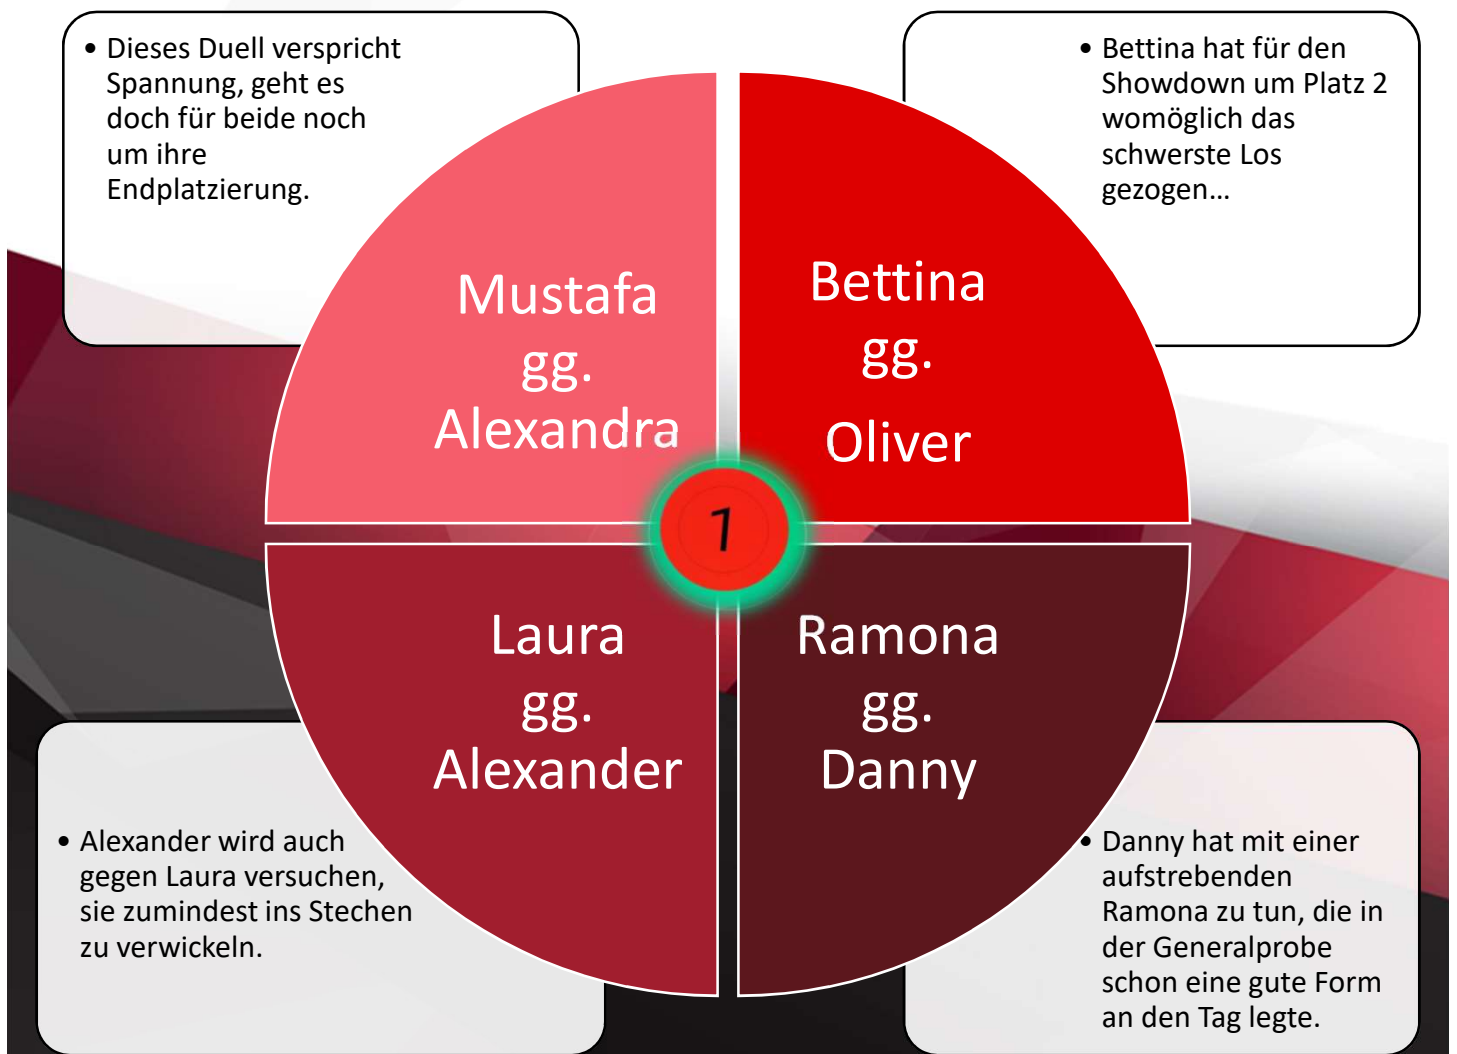 • Dieses Duell verspricht
Spannung, geht es
doch für beide noch
um ihre
Endplatzierung.
• Bettina hat für den
Showdown um Platz 2
womöglich das
schwerste Los
gezogen…
Mustafa
gg.
Alexandra
Bettina
gg.
Oliver
1
Laura
gg.
Alexander
Ramona
gg.
Danny
• Alexander wird auch
gegen Laura versuchen,
sie zumindest ins Stechen
zu verwickeln.
• Danny hat mit einer
aufstrebenden
Ramona zu tun, die in
der Generalprobe
schon eine gute Form
an den Tag legte.